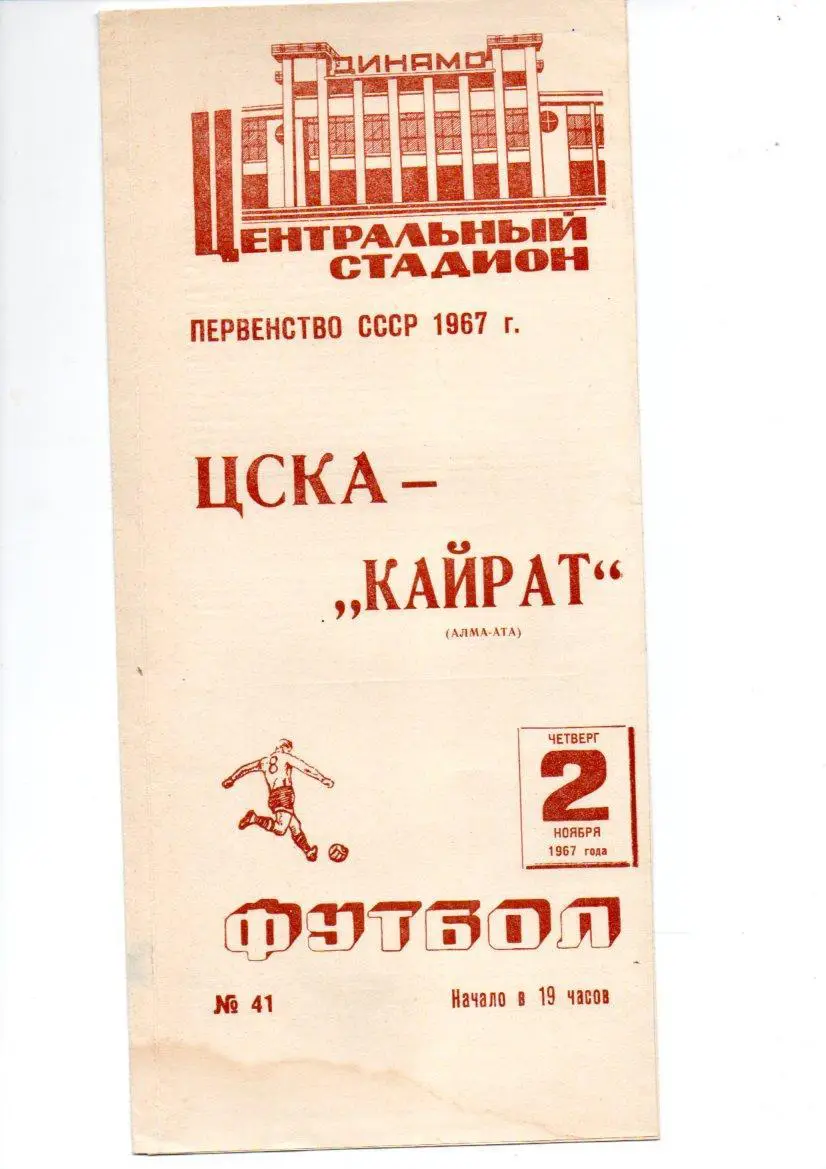 ДИНАМО
ЦЕНТРАЛЬНЫЙ
СТАДИОН
ПЕРВЕНСТВО СССР 1967 г.
ЦСКА –
„КАЙРАТ“
(АЛМА-АТА)
8
ЧЕТВЕРГ
2
НОЯБРЯ
1967 года
ФУТБОЛ
№ 41 Начало в 19 часов